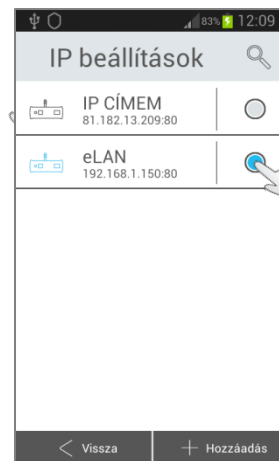 83% 12:09
IP beállítások
IP CÍMEM
81.182.13.209:80
eLAN
192.168.1.150:80
Vissza
Hozzáadás